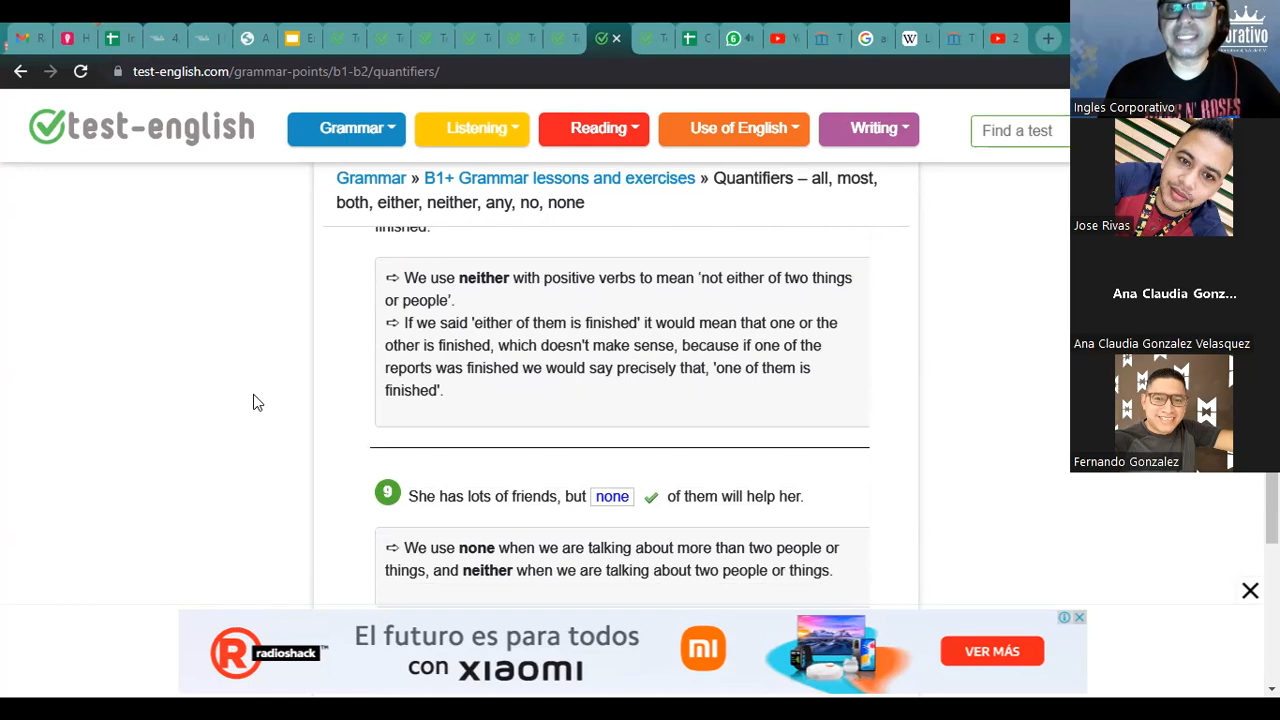 test-english.com/grammar-points/b1-b2/quantifiers/
test-english
Grammar
Listening
Reading
Use of English
Writing
Find a test
Grammar » B1+ Grammar lessons and exercises » Quantifiers – all, most,
both, either, neither, any, no, none
finished.
⇨ We use neither with positive verbs to mean ‘not either of two things
or people’.
⇨ If we said 'either of them is finished' it would mean that one or the
other is finished, which doesn't make sense, because if one of the
reports was finished we would say precisely that, 'one of them is
finished'.
9 She has lots of friends, but none of them will help her.
⇨ We use none when we are talking about more than two people or
things, and neither when we are talking about two people or things.
R radioshack™
El futuro es para todos
con xiaomi
mi
VER MÁS
orativo
Ingles Corporativo
N' ROSES
Jose Rivas
Ana Claudia Gonz...
Ana Claudia Gonzalez Velasquez
Fernando Gonzalez